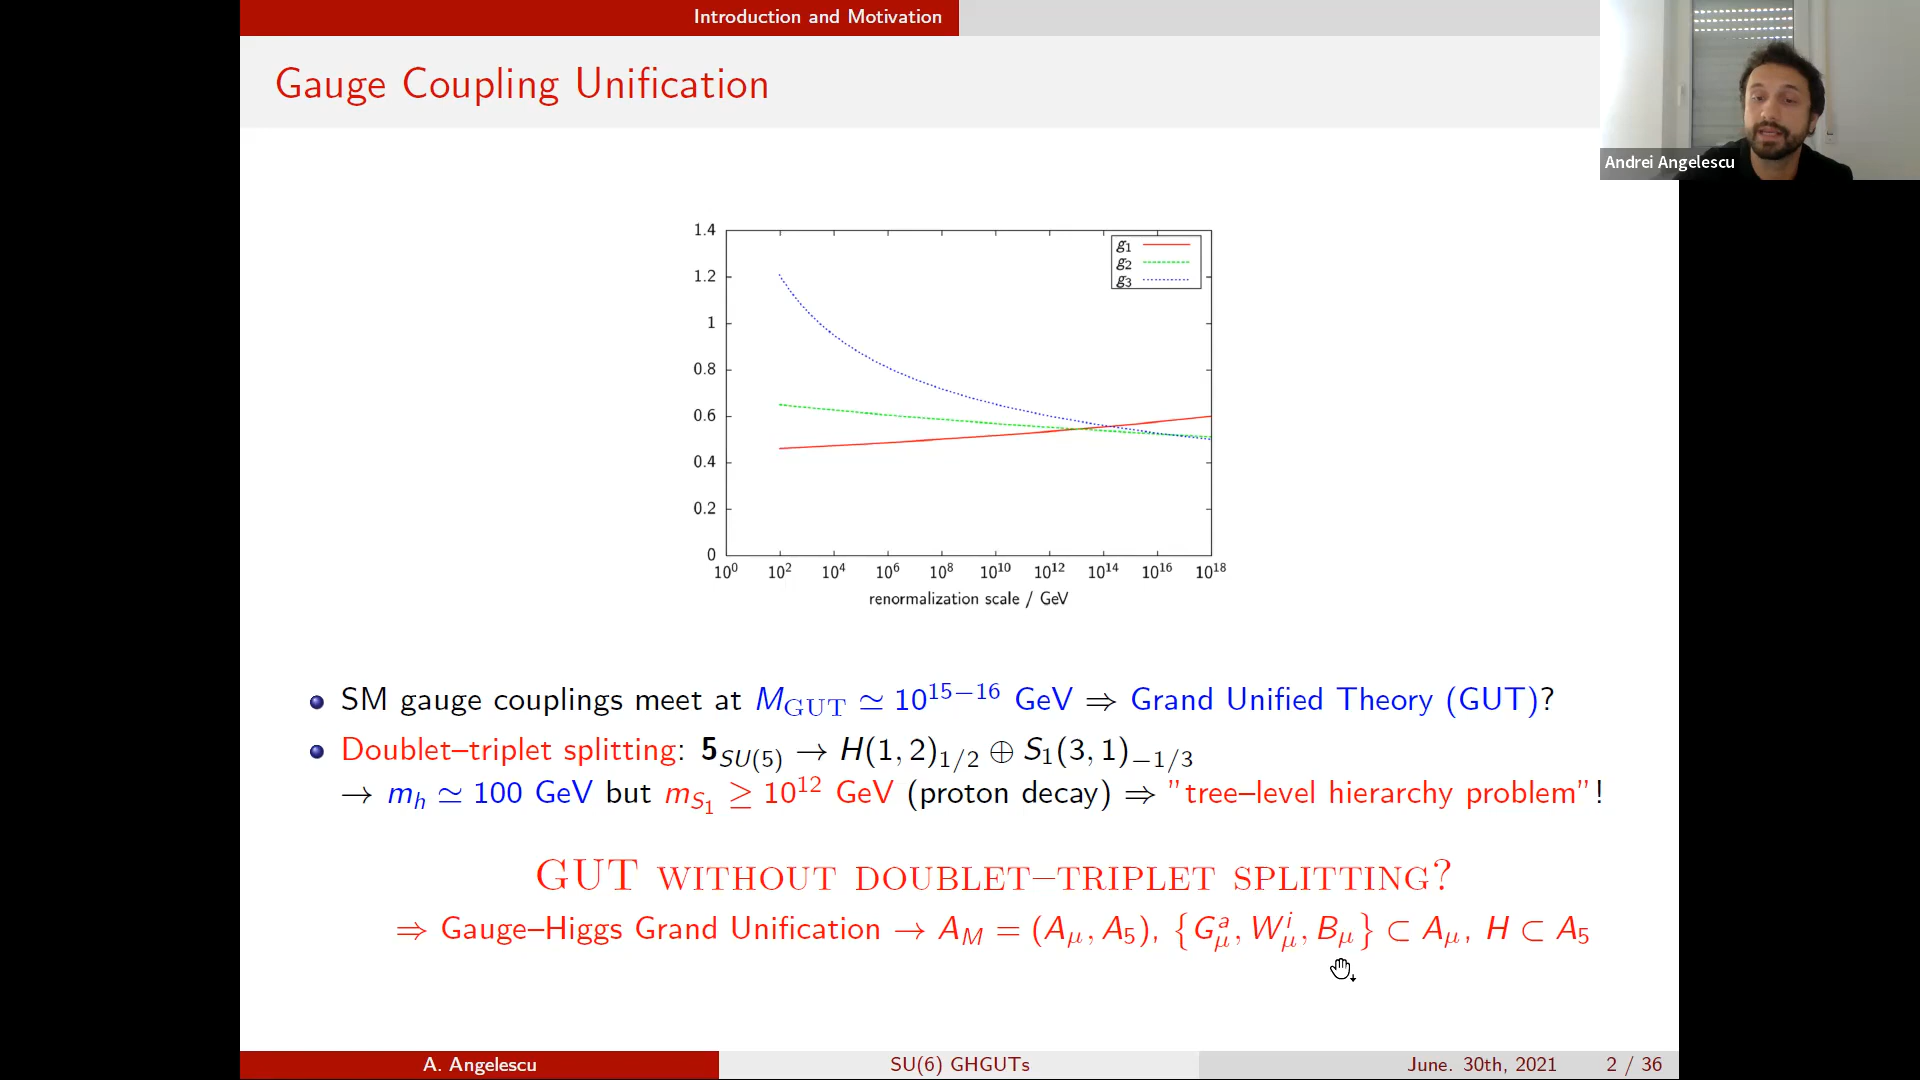 Introduction and Motivation
Gauge Coupling Unification
Andrei Angelescu
1.4
1.2
1
0.8
0.6
0.4
0.2
0
g₁
g₂
g₃
10⁰ 10² 10⁴ 10⁶ 10⁸ 10¹⁰ 10¹² 10¹⁴ 10¹⁶ 10¹⁸
renormalization scale / GeV
SM gauge couplings meet at M_GUT ≃ 10¹⁵⁻¹⁶ GeV ⇒ Grand Unified Theory (GUT)?
Doublet–triplet splitting: 5_SU(5) → H(1, 2)_1/2 ⊕ S₁(3, 1)_−1/3
→ m_h ≃ 100 GeV but m_S₁ ≥ 10¹² GeV (proton decay) ⇒ ”tree–level hierarchy problem”!
GUT WITHOUT DOUBLET–TRIPLET SPLITTING?
⇒ Gauge–Higgs Grand Unification → A_M = (A_μ, A₅), {G^a_μ, W^i_μ, B_μ} ⊂ A_μ, H ⊂ A₅
A. Angelescu
SU(6) GHGUTs
June. 30th, 2021 2 / 36